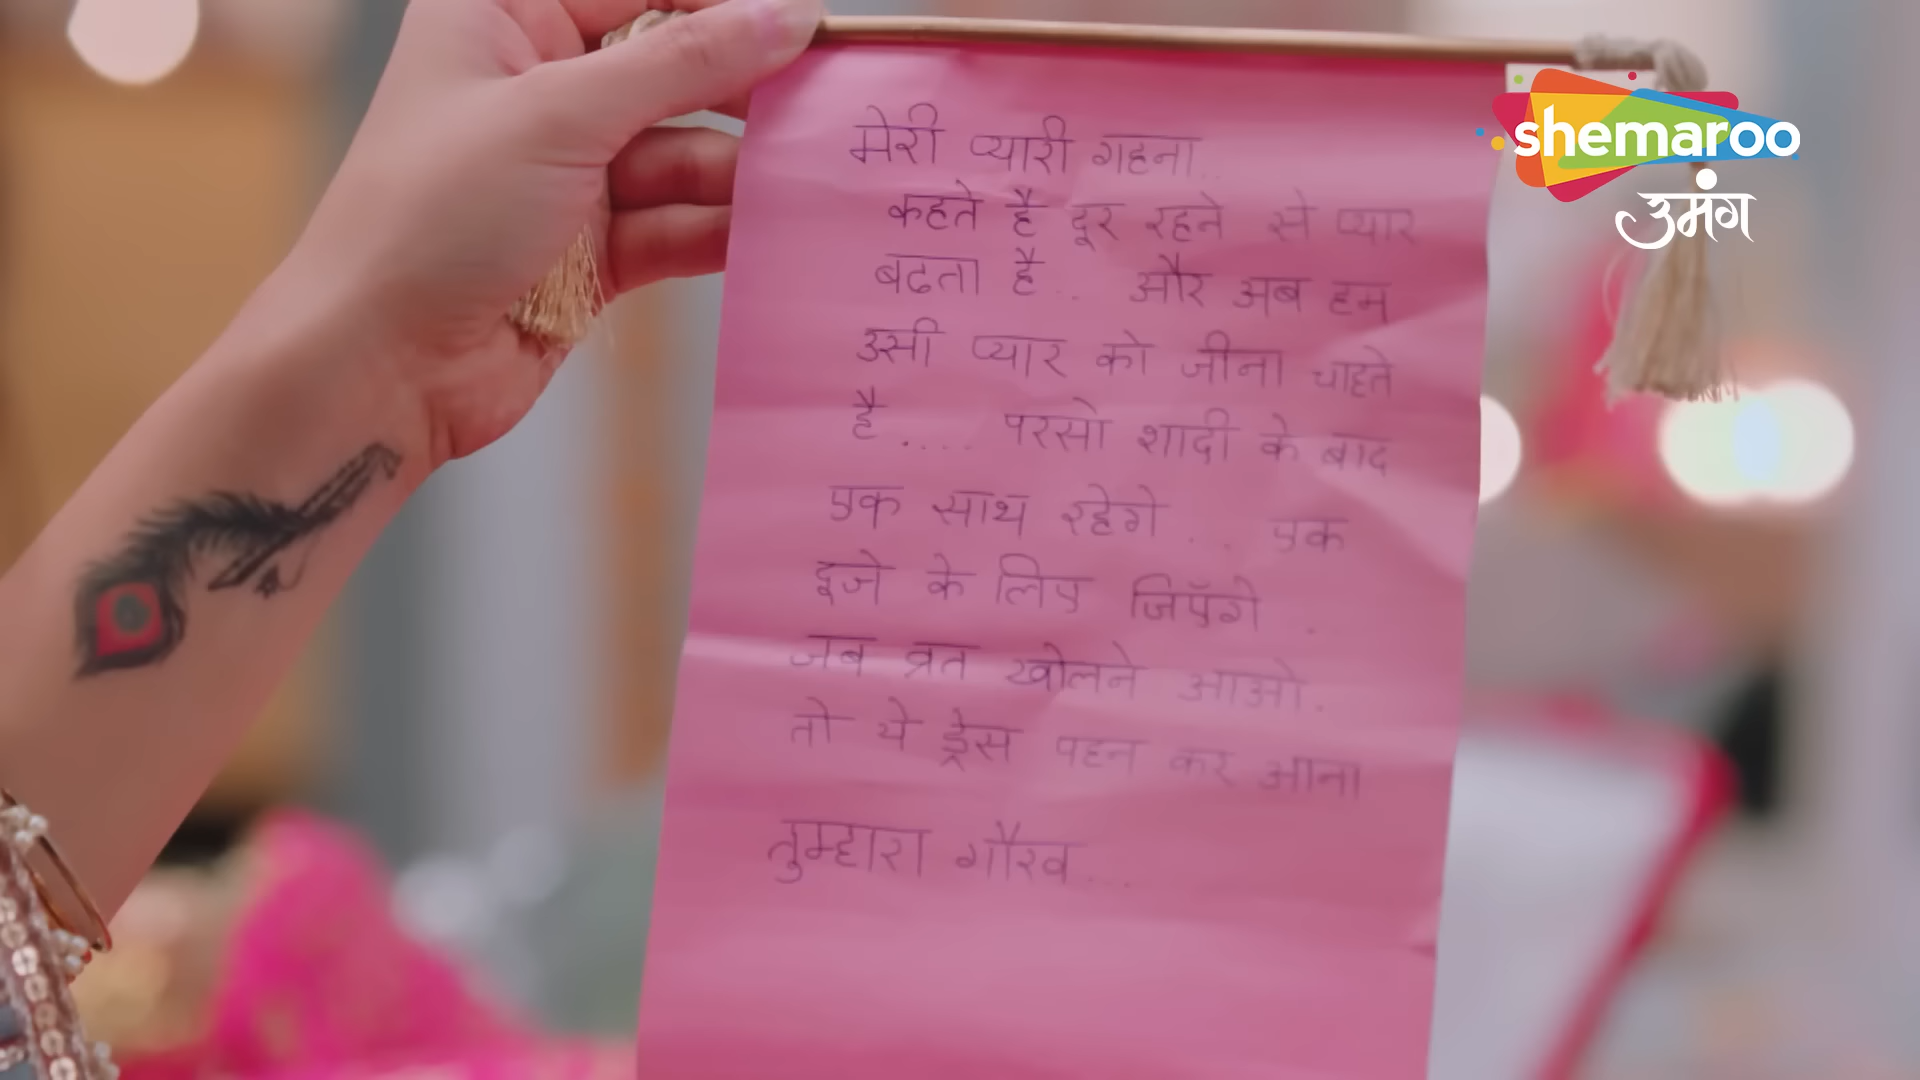 मेरी प्यारी गहना..
कहते है दूर रहने से प्यार
बढता है.. और अब हम
उसी प्यार को जीना चाहते
है.... परसो शादी के बाद
एक साथ रहेगे... एक
दूजे के लिए जिएँगे.
जब व्रत खोलने आओ.
तो ये ड्रेस पहन कर आना
तुम्हारा गौरव...
shemaroo
उमंग